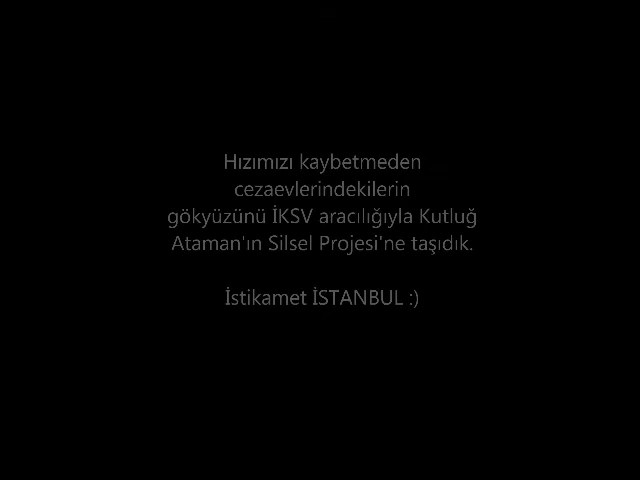 Hızımızı kaybetmeden
cezaevlerindekilerin
gökyüzünü İKSV aracılığıyla Kutluğ
Ataman'ın Silsel Projesi'ne taşıdık.
İstikamet İSTANBUL :)